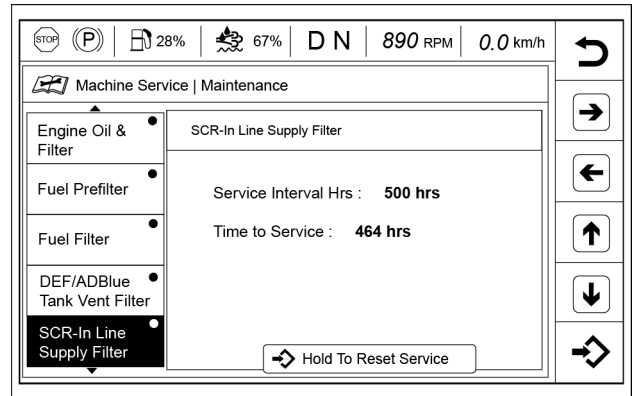 STOP P 28% 67% D N 890 RPM 0.0 km/h
Machine Service | Maintenance
Engine Oil &
Filter
Fuel Prefilter
Fuel Filter
DEF/ADBlue
Tank Vent Filter
SCR-In Line
Supply Filter
SCR-In Line Supply Filter
Service Interval Hrs : 500 hrs
Time to Service : 464 hrs
Hold To Reset Service